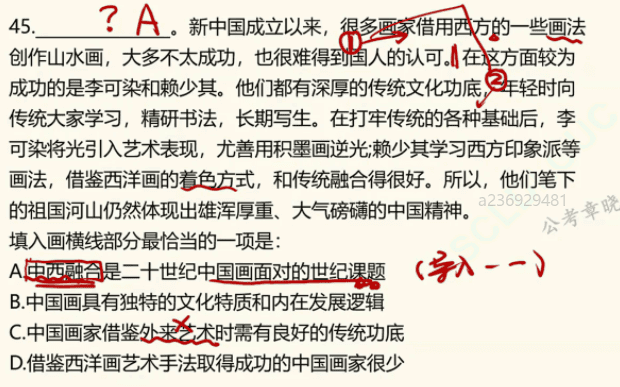 ？A
45.____________。新中国成立以来，很多画家借用西方的一些画法
①
创作山水画，大多不太成功，也很难得到国人的认可。在这方面较为
②
成功的是李可染和赖少其。他们都有深厚的传统文化功底，年轻时向
传统大家学习，精研书法，长期写生。在打牢传统的各种基础后，李
可染将光引入艺术表现，尤善用积墨画逆光;赖少其学习西方印象派等
画法，借鉴西洋画的着色方式，和传统融合得很好。所以，他们笔下
的祖国河山仍然体现出雄浑厚重、大气磅礴的中国精神。
a236929481
公考章晓
填入画横线部分最恰当的一项是：
A.中西融合是二十世纪中国画面对的世纪课题
（导入一一）
B.中国画具有独特的文化特质和内在发展逻辑
C.中国画家借鉴外来艺术时需有良好的传统功底
D.借鉴西洋画艺术手法取得成功的中国画家很少